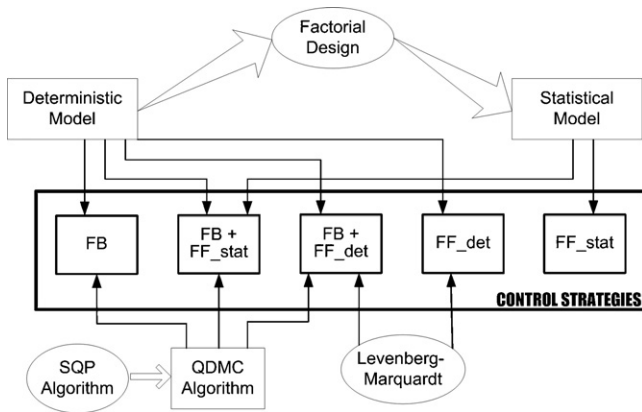 Factorial
Design
Deterministic
Model
Statistical
Model
FB
FB +
FF_stat
FB +
FF_det
FF_det
FF_stat
CONTROL STRATEGIES
SQP
Algorithm
QDMC
Algorithm
Levenberg-
Marquardt